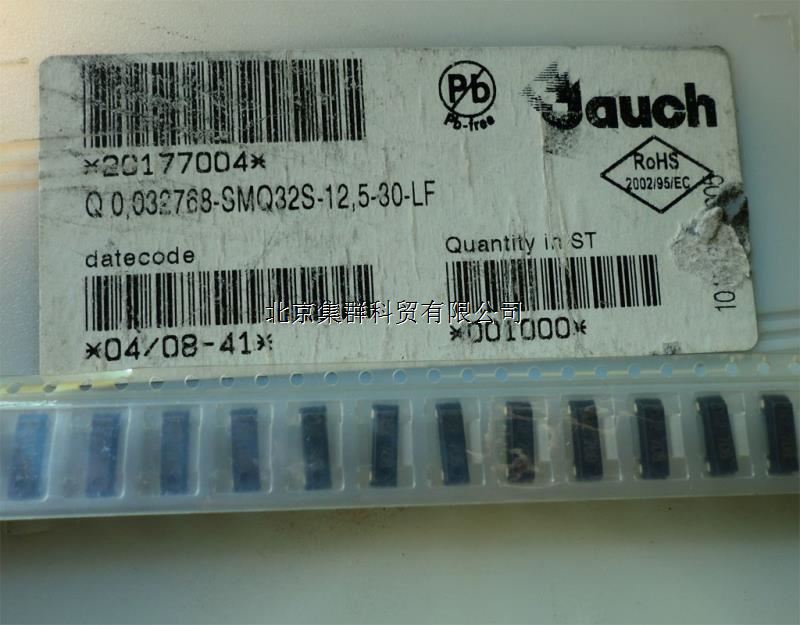 Pb
Pb-free
Jauch
*20177004*
RoHS
2002/95/EC
Q 0,032768-SMQ32S-12,5-30-LF
datecode
Quantity in ST
北京集群科贸有限公司
*04/08-41*
*001000*